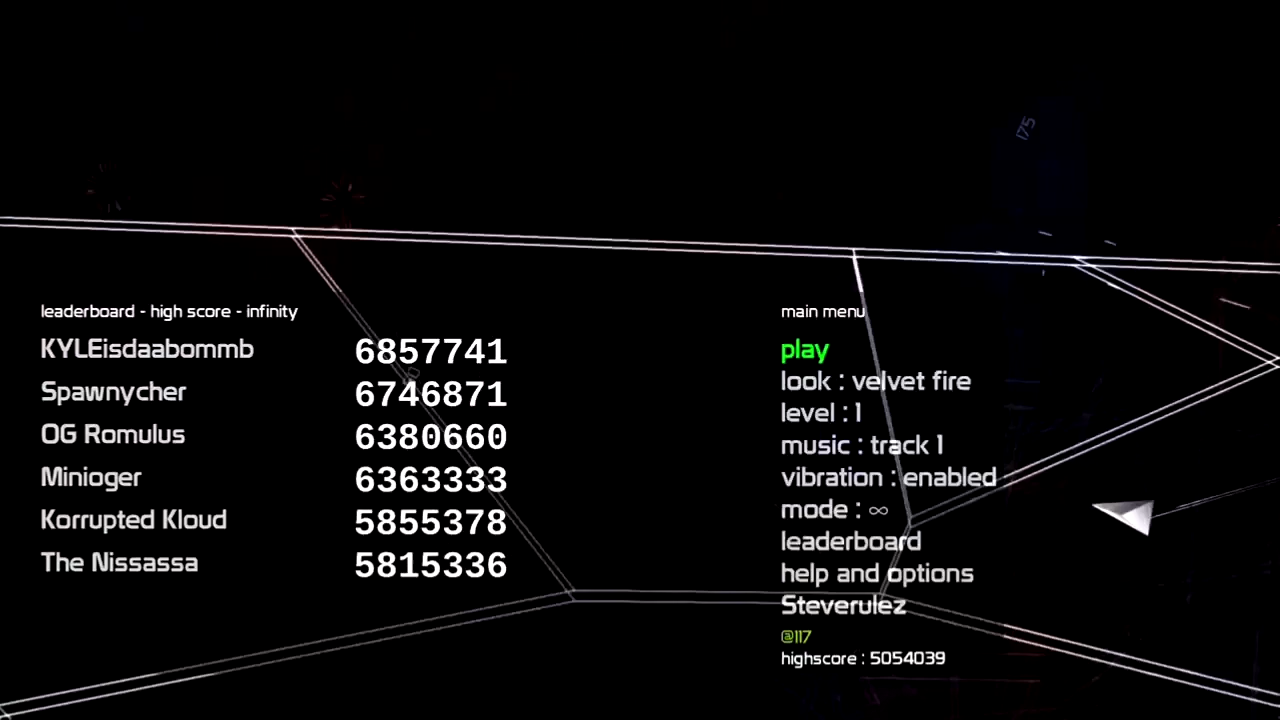 175
leaderboard - high score - infinity
KYLEisdaabommb 6857741
Spawnycher 6746871
OG Romulus 6380660
Minioger 6363333
Korrupted Kloud 5855378
The Nissassa 5815336
main menu
play
look : velvet fire
level : 1
music : track 1
vibration : enabled
mode : ∞
leaderboard
help and options
Steverulez
@117
highscore : 5054039